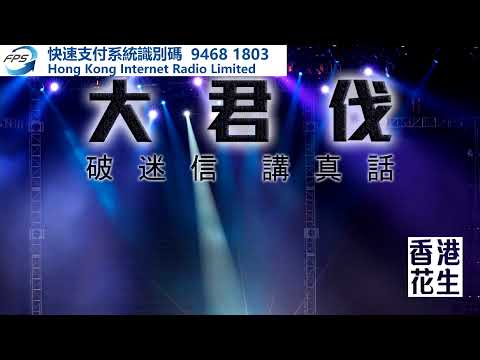 FPS
快速支付系統識別碼 9468 1803
Hong Kong Internet Radio Limited
大君伐
破迷信 講真話
香港
花生